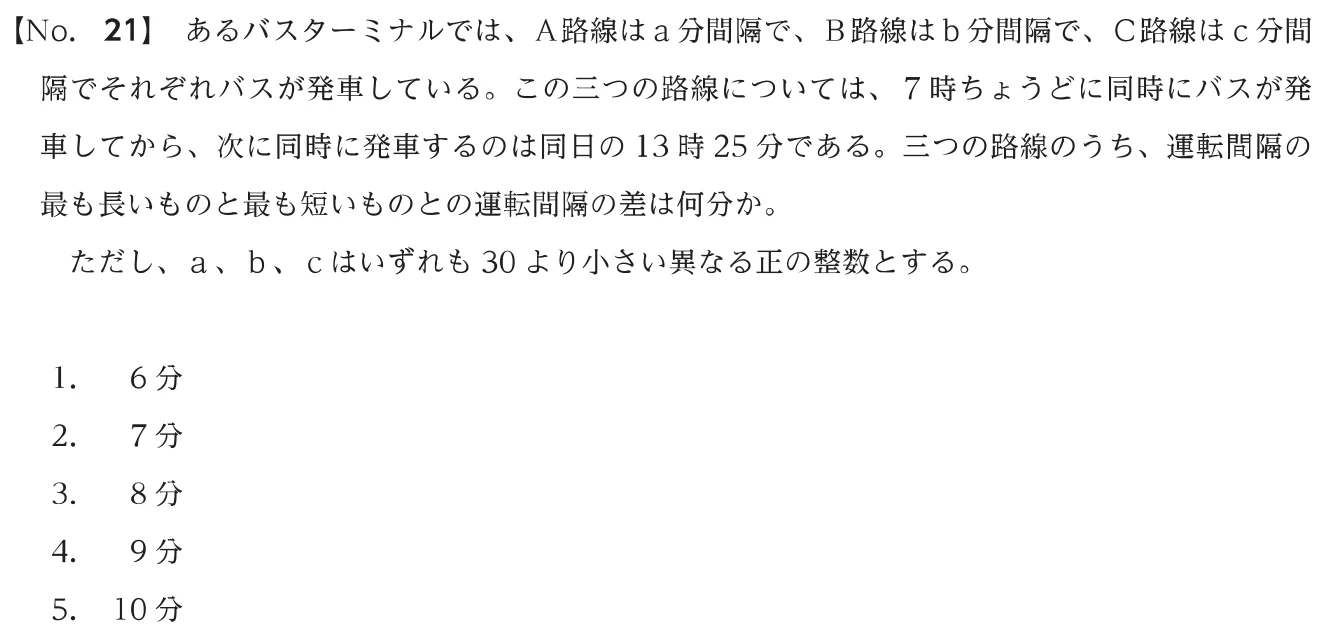 【No. 21】 あるバスターミナルでは、A路線はa分間隔で、B路線はb分間隔で、C路線はc分間
隔でそれぞれバスが発車している。この三つの路線については、7時ちょうどに同時にバスが発
車してから、次に同時に発車するのは同日の13時25分である。三つの路線のうち、運転間隔の
最も長いものと最も短いものとの運転間隔の差は何分か。
ただし、a、b、cはいずれも30より小さい異なる正の整数とする。
1. 6分
2. 7分
3. 8分
4. 9分
5. 10分